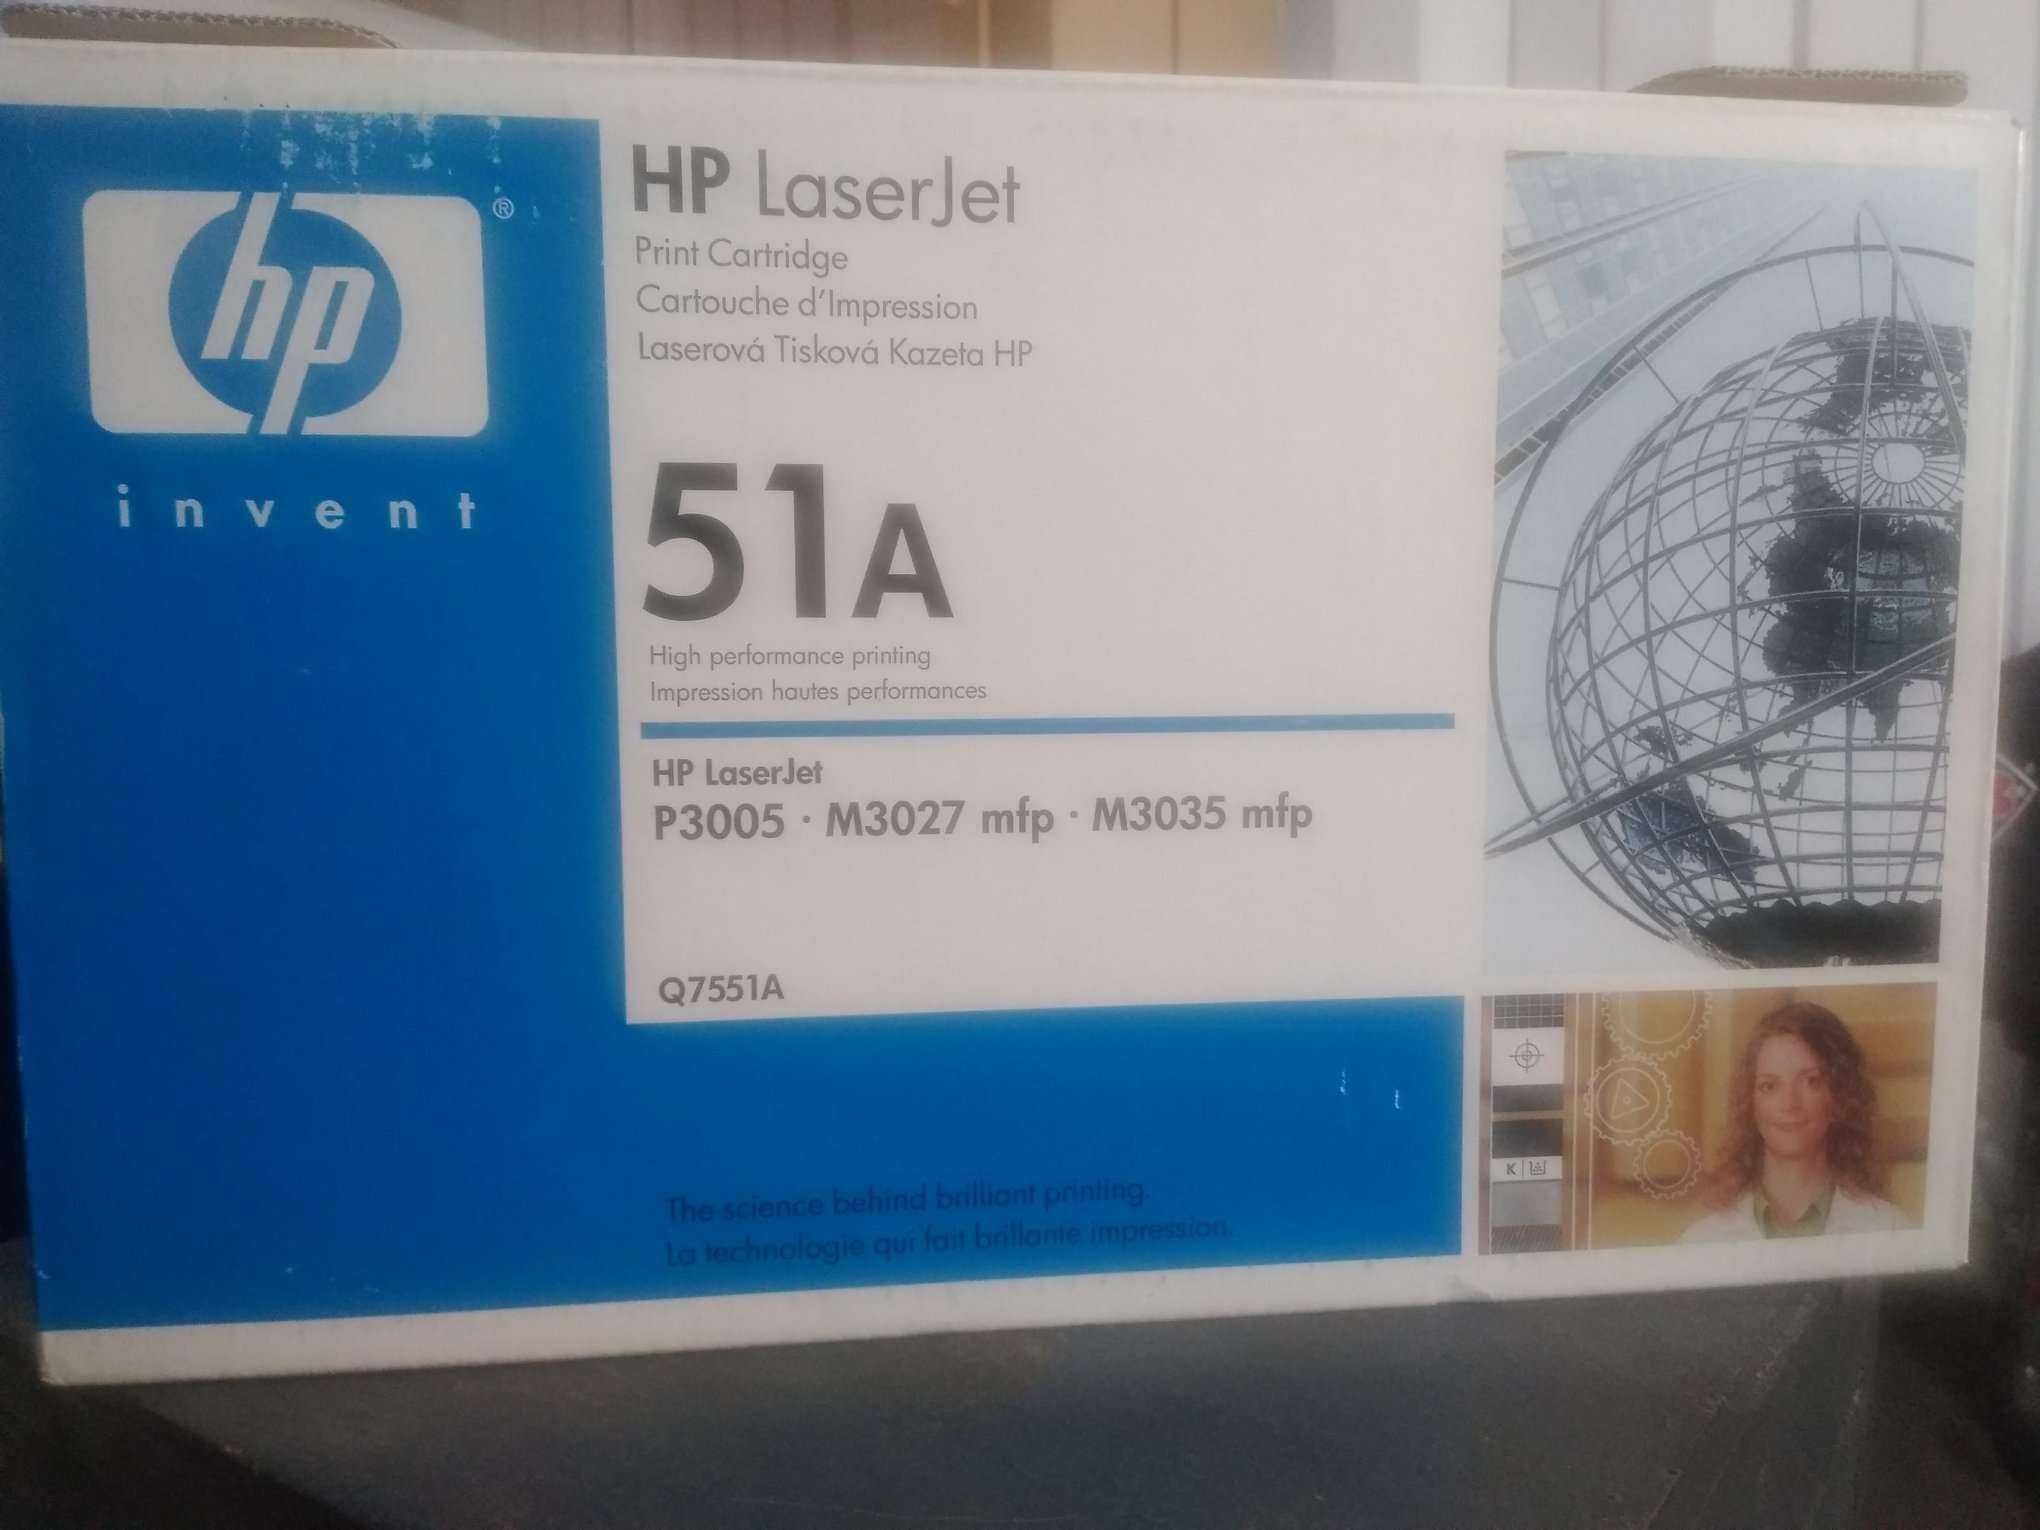 hp®
invent
HP LaserJet
Print Cartridge
Cartouche d'Impression
Laserová Tisková Kazeta HP
51A
High performance printing
Impression hautes performances
HP LaserJet
P3005 · M3027 mfp · M3035 mfp
Q7551A
The science behind brilliant printing.
La technologie qui fait brillante impression.
K